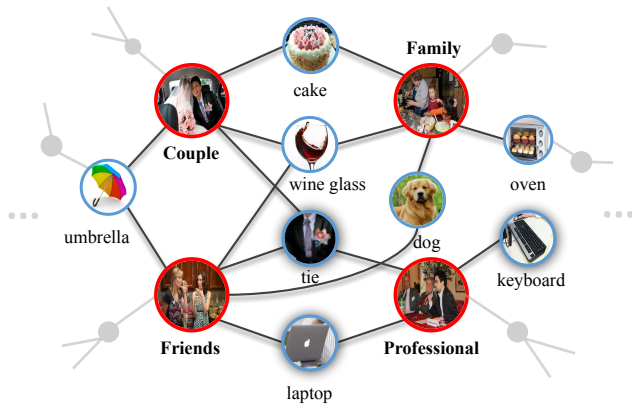 Family
cake
Couple
wine glass
oven
umbrella
dog
tie
keyboard
Friends
Professional
laptop